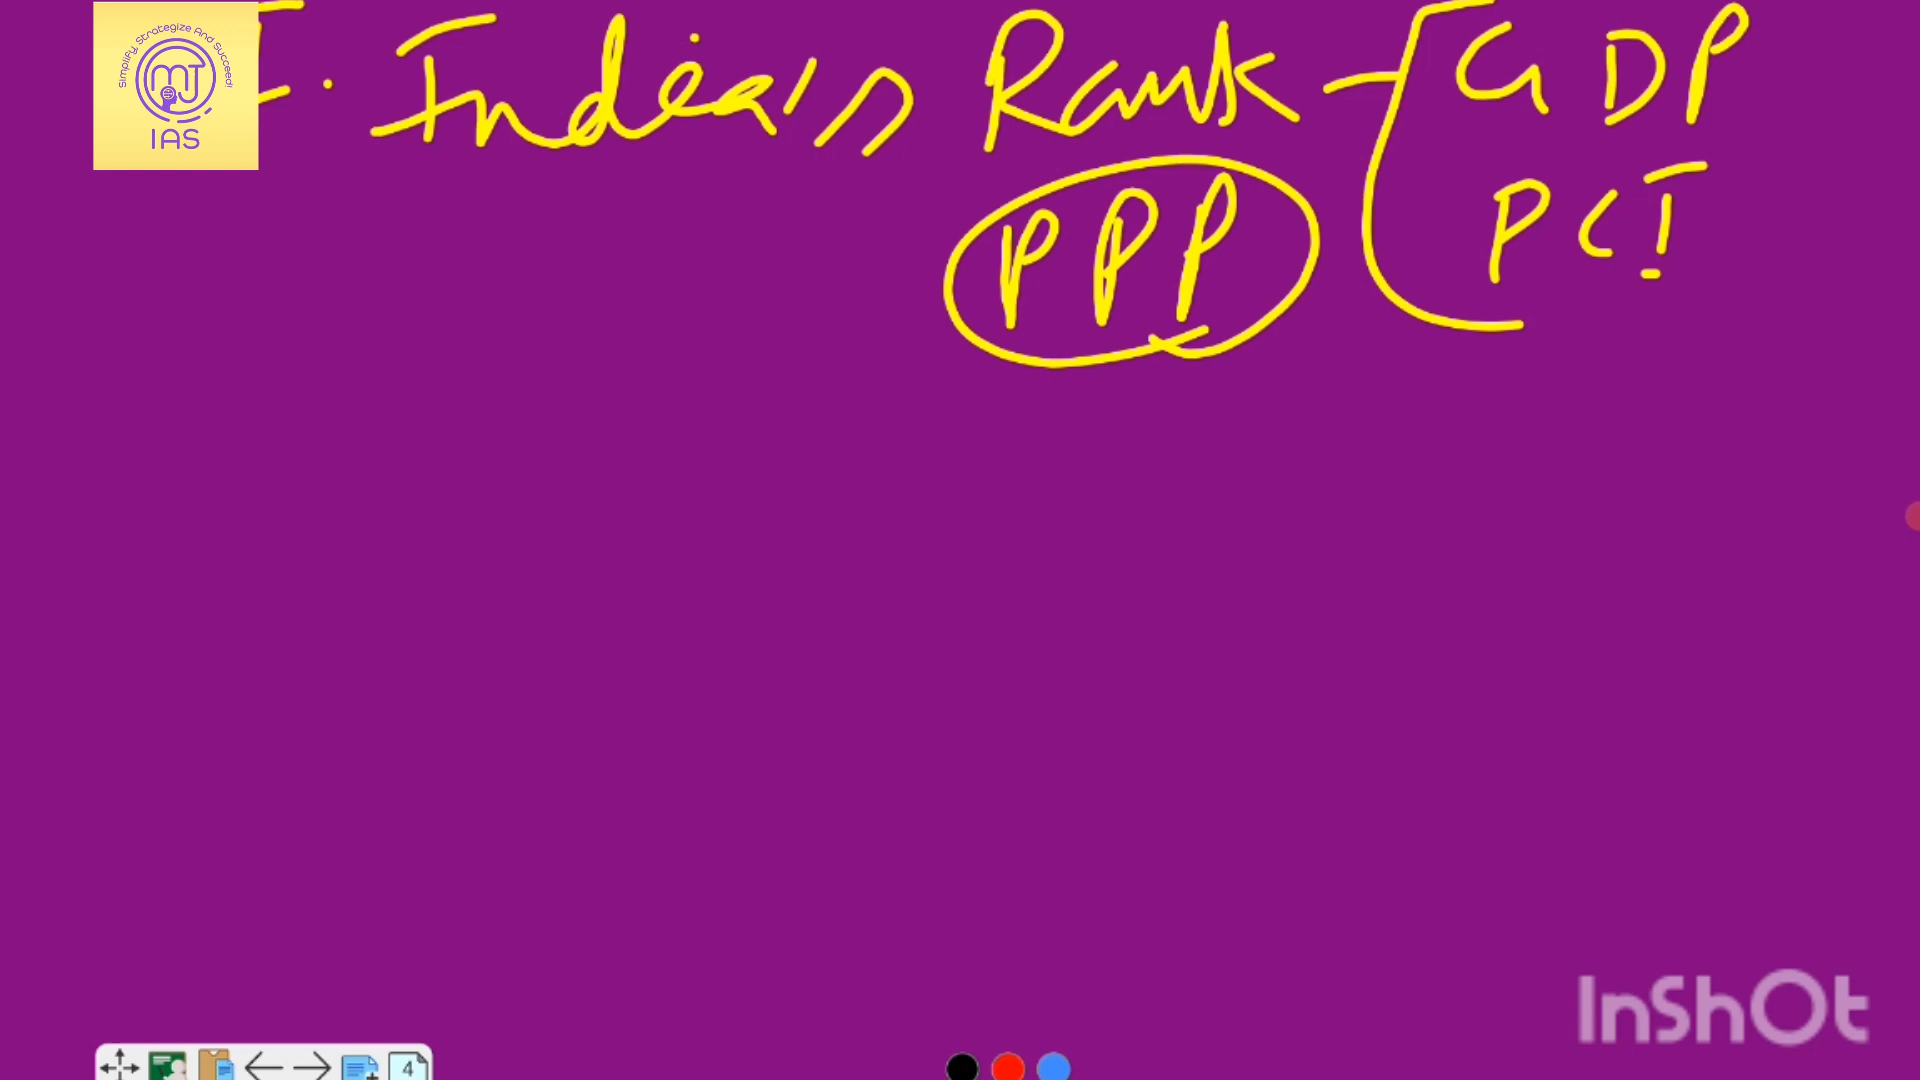 Simplify, Strategize And Succeed!
MJ
IAS
India's Rank - GDP
PPP
PCI
InShOt
4